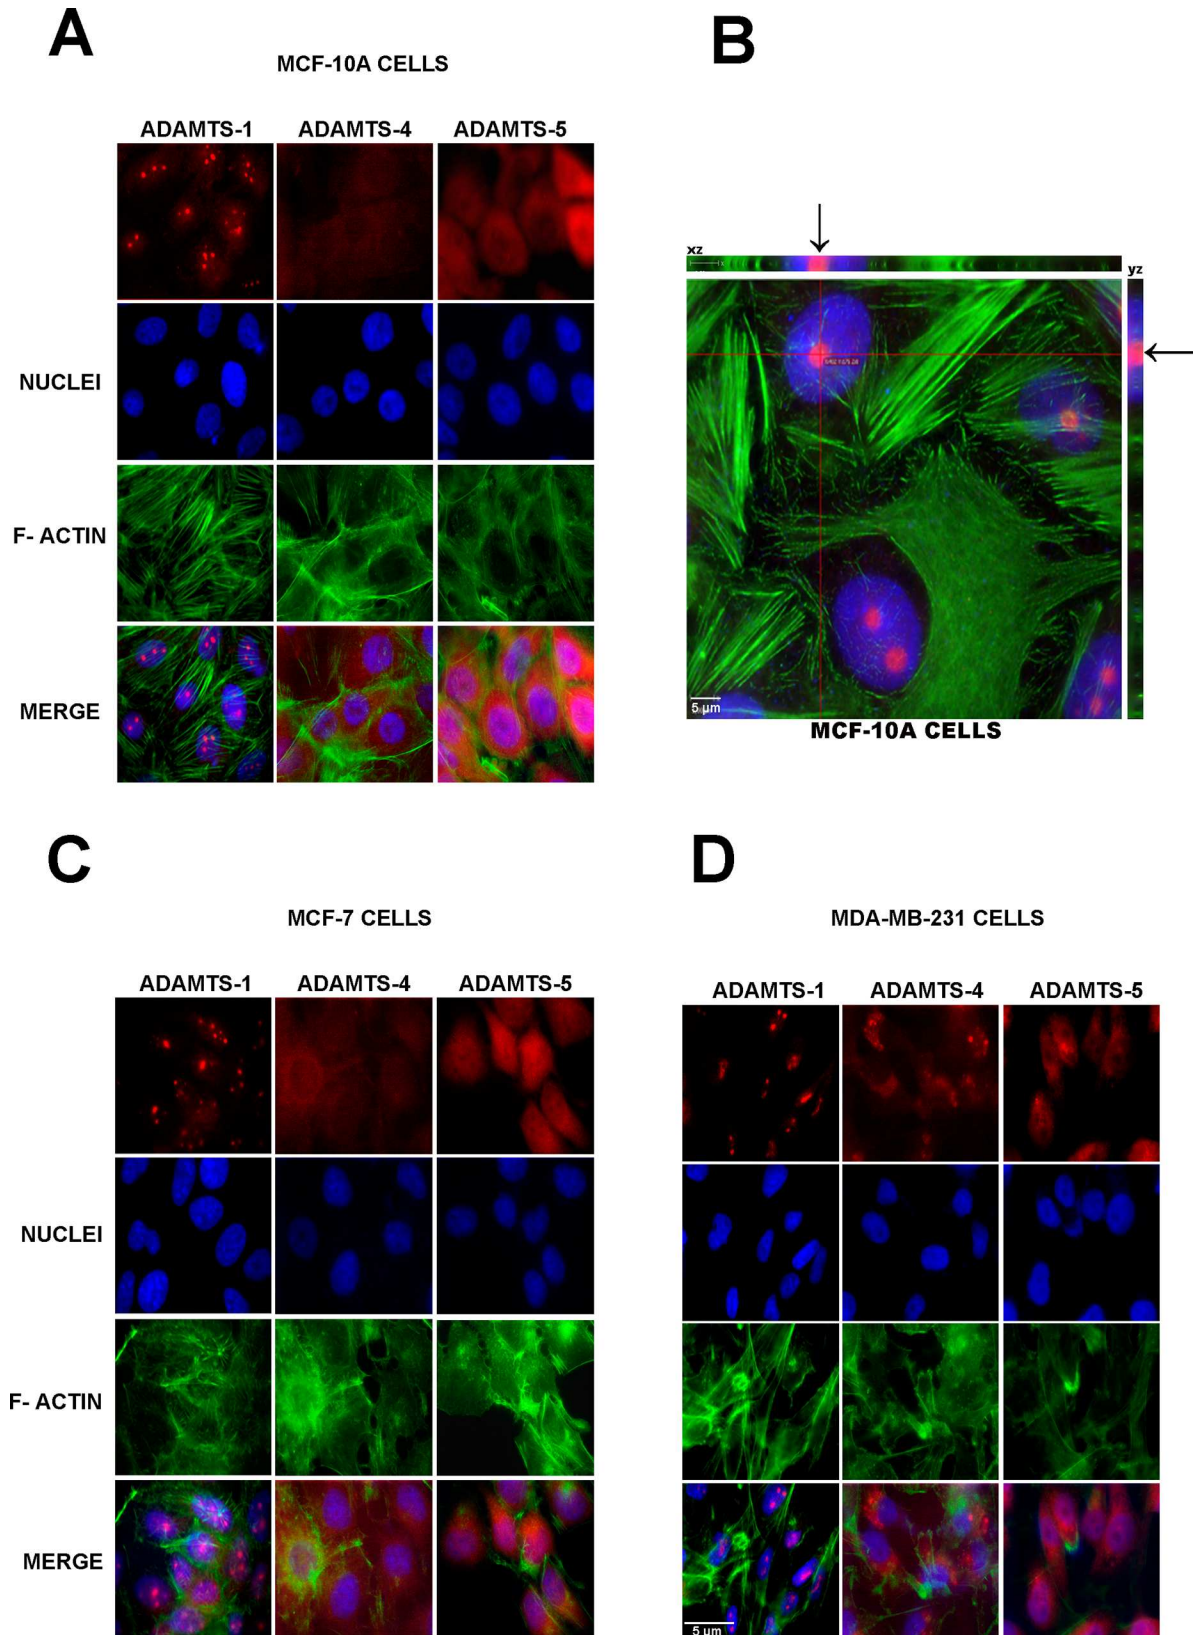 A
MCF-10A CELLS
ADAMTS-1 ADAMTS-4 ADAMTS-5
NUCLEI
F- ACTIN
MERGE
B
xz
yz
5 µm
MCF-10A CELLS
C
MCF-7 CELLS
ADAMTS-1 ADAMTS-4 ADAMTS-5
NUCLEI
F- ACTIN
MERGE
D
MDA-MB-231 CELLS
ADAMTS-1 ADAMTS-4 ADAMTS-5
5 µm